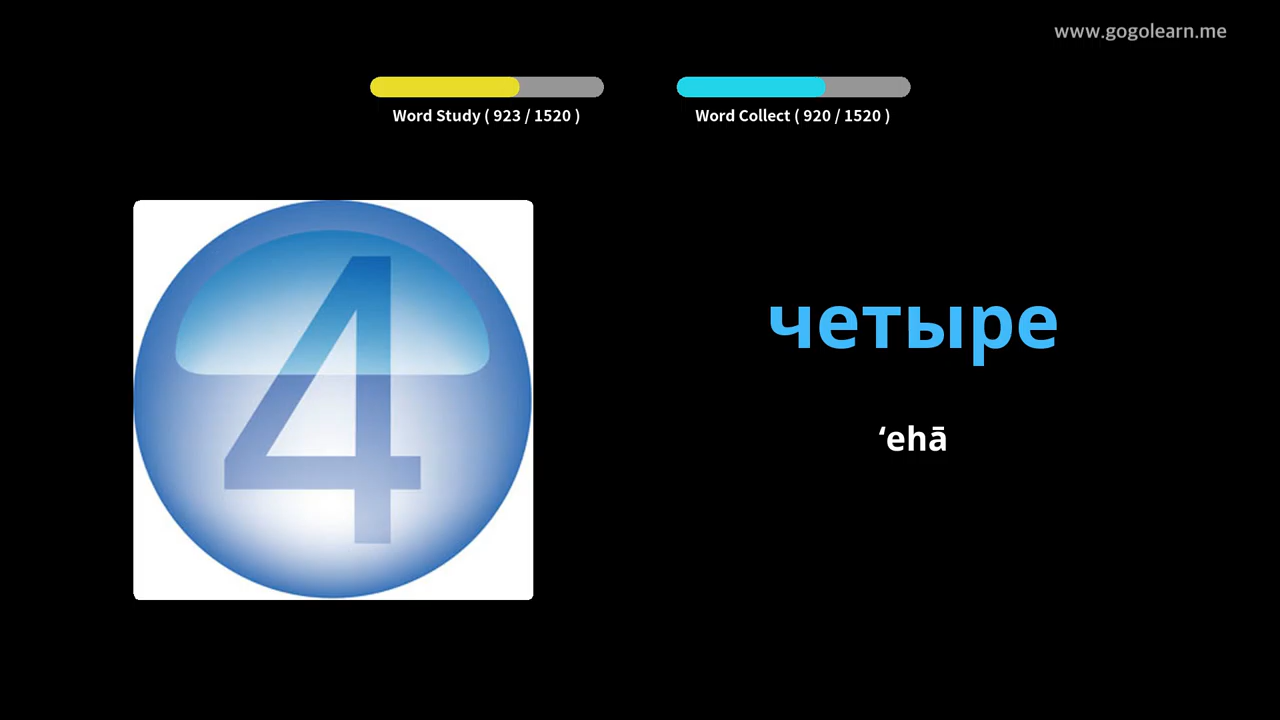 www.gogolearn.me
Word Study ( 923 / 1520 )
Word Collect ( 920 / 1520 )
4
четыре
ʻehā